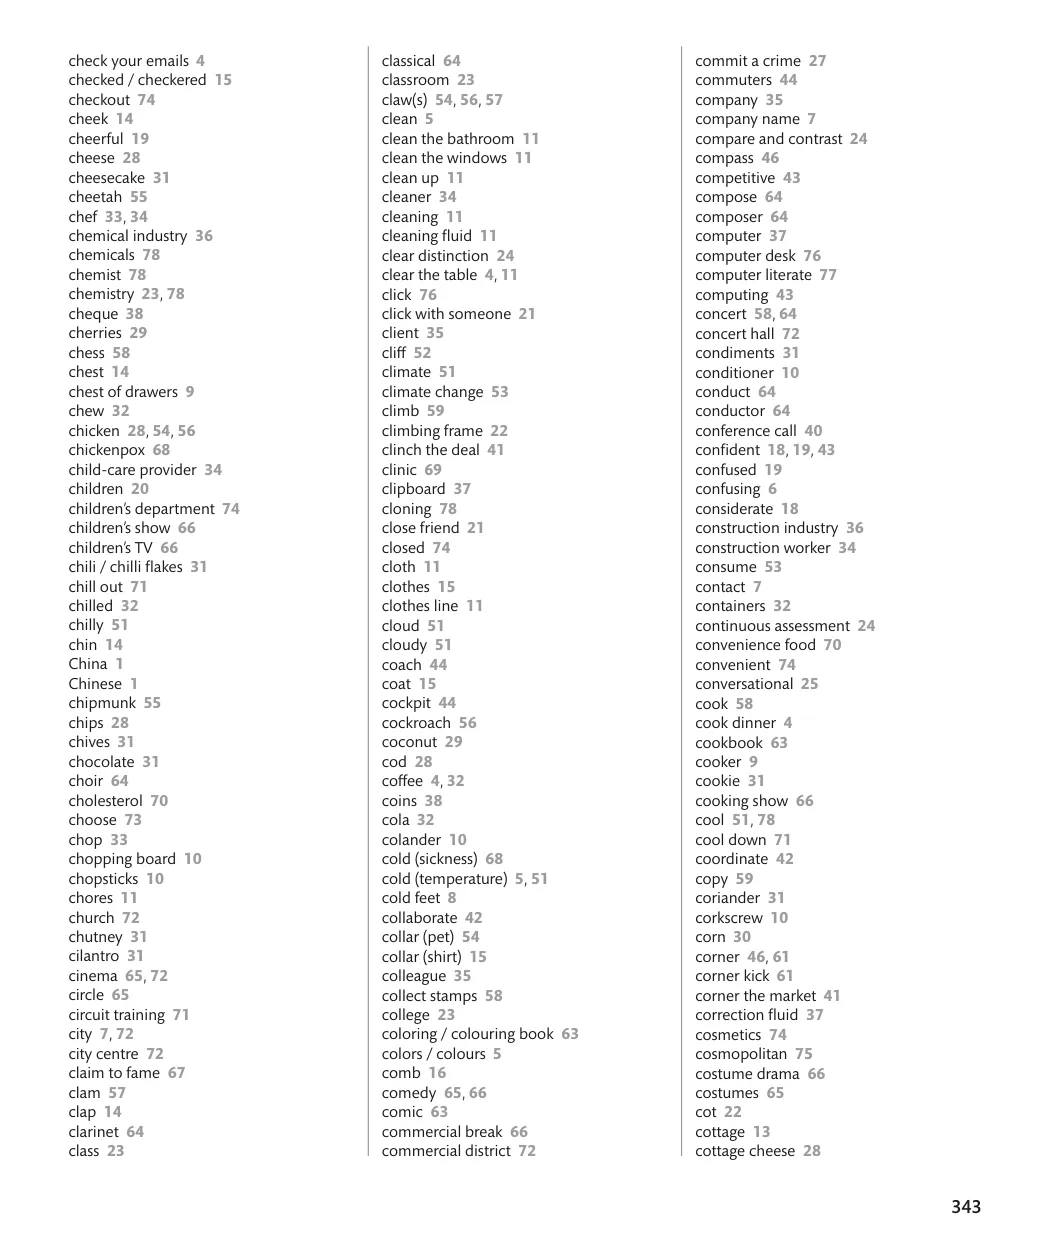 check your emails 4
checked / checkered 15
checkout 74
cheek 14
cheerful 19
cheese 28
cheesecake 31
cheetah 55
chef 33, 34
chemical industry 36
chemicals 78
chemist 78
chemistry 23, 78
cheque 38
cherries 29
chess 58
chest 14
chest of drawers 9
chew 32
chicken 28, 54, 56
chickenpox 68
child-care provider 34
children 20
children’s department 74
children’s show 66
children’s TV 66
chili / chilli flakes 31
chill out 71
chilled 32
chilly 51
chin 14
China 1
Chinese 1
chipmunk 55
chips 28
chives 31
chocolate 31
choir 64
cholesterol 70
choose 73
chop 33
chopping board 10
chopsticks 10
chores 11
church 72
chutney 31
cilantro 31
cinema 65, 72
circle 65
circuit training 71
city 7, 72
city centre 72
claim to fame 67
clam 57
clap 14
clarinet 64
class 23
classical 64
classroom 23
claw(s) 54, 56, 57
clean 5
clean the bathroom 11
clean the windows 11
clean up 11
cleaner 34
cleaning 11
cleaning fluid 11
clear distinction 24
clear the table 4, 11
click 76
click with someone 21
client 35
cliff 52
climate 51
climate change 53
climb 59
climbing frame 22
clinch the deal 41
clinic 69
clipboard 37
cloning 78
close friend 21
closed 74
cloth 11
clothes 15
clothes line 11
cloud 51
cloudy 51
coach 44
coat 15
cockpit 44
cockroach 56
coconut 29
cod 28
coffee 4, 32
coins 38
cola 32
colander 10
cold (sickness) 68
cold (temperature) 5, 51
cold feet 8
collaborate 42
collar (pet) 54
collar (shirt) 15
colleague 35
collect stamps 58
college 23
coloring / colouring book 63
colors / colours 5
comb 16
comedy 65, 66
comic 63
commercial break 66
commercial district 72
commit a crime 27
commuters 44
company 35
company name 7
compare and contrast 24
compass 46
competitive 43
compose 64
composer 64
computer 37
computer desk 76
computer literate 77
computing 43
concert 58, 64
concert hall 72
condiments 31
conditioner 10
conduct 64
conductor 64
conference call 40
confident 18, 19, 43
confused 19
confusing 6
considerate 18
construction industry 36
construction worker 34
consume 53
contact 7
containers 32
continuous assessment 24
convenience food 70
convenient 74
conversational 25
cook 58
cook dinner 4
cookbook 63
cooker 9
cookie 31
cooking show 66
cool 51, 78
cool down 71
coordinate 42
copy 59
coriander 31
corkscrew 10
corn 30
corner 46, 61
corner kick 61
corner the market 41
correction fluid 37
cosmetics 74
cosmopolitan 75
costume drama 66
costumes 65
cot 22
cottage 13
cottage cheese 28
343